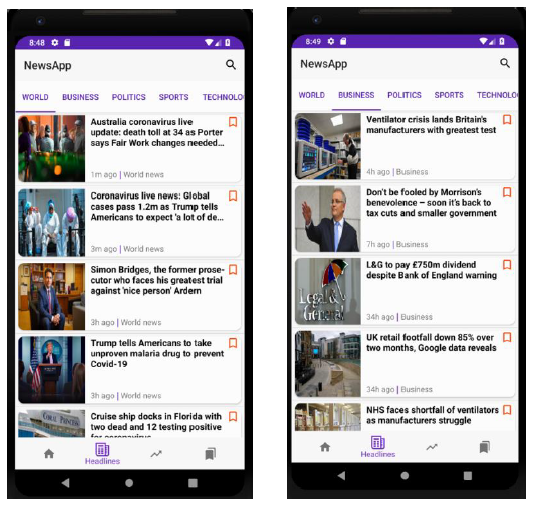 8:48
NewsApp
WORLD BUSINESS POLITICS SPORTS TECHNOLO
Australia coronavirus live
update: death toll at 34 as Porter
says Fair Work changes needed...
1m ago | World news
Coronavirus live news: Global
cases pass 1.2m as Trump tells
Americans to expect 'a lot of de...
3m ago | World news
Simon Bridges, the former prose-
cutor who faces his greatest trial
against 'nice person' Ardern
3h ago | World news
Trump tells Americans to take
unproven malaria drug to prevent
Covid-19
3h ago | World news
Cruise ship docks in Florida with
two dead and 12 testing positive
for coronavirus
CORAL PRINCESS
Headlines
8:49
NewsApp
WORLD BUSINESS POLITICS SPORTS TECHNOLO
Ventilator crisis lands Britain's
manufacturers with greatest test
4h ago | Business
Don't be fooled by Morrison's
benevolence – soon it's back to
tax cuts and smaller government
7h ago | Business
Legal &
General
L&G to pay £750m dividend
despite Bank of England warning
34h ago | Business
UK retail footfall down 85% over
two months, Google data reveals
34h ago | Business
NHS faces shortfall of ventilators
as manufacturers struggle
Headlines